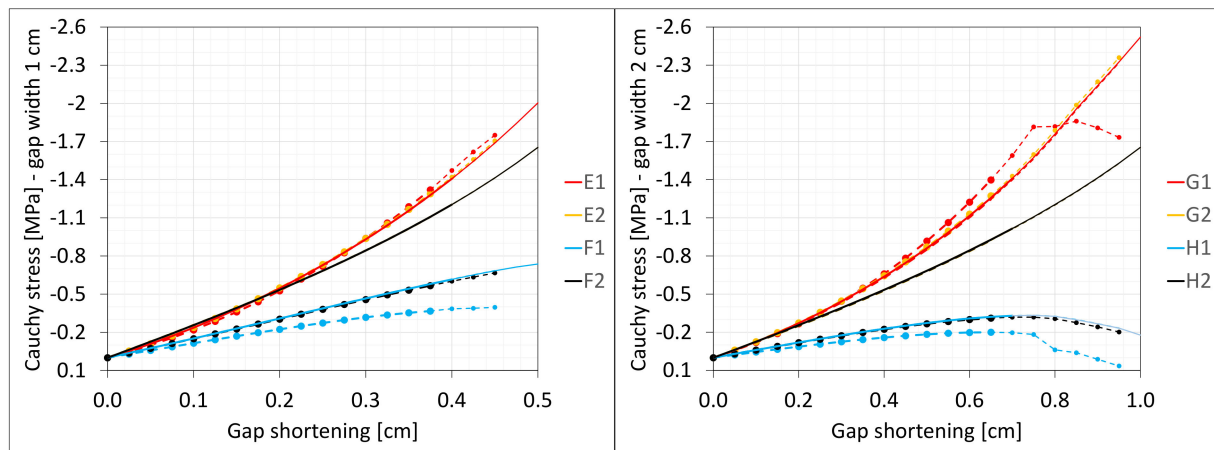 Cauchy stress [MPa] - gap width 1 cm
-2.6
-2.3
-2
-1.7
-1.4
-1.1
-0.8
-0.5
-0.2
0.1
0.0 0.1 0.2 0.3 0.4 0.5
Gap shortening [cm]
E1
E2
F1
F2
Cauchy stress [MPa] - gap width 2 cm
-2.6
-2.3
-2
-1.7
-1.4
-1.1
-0.8
-0.5
-0.2
0.1
0.0 0.2 0.4 0.6 0.8 1.0
Gap shortening [cm]
G1
G2
H1
H2